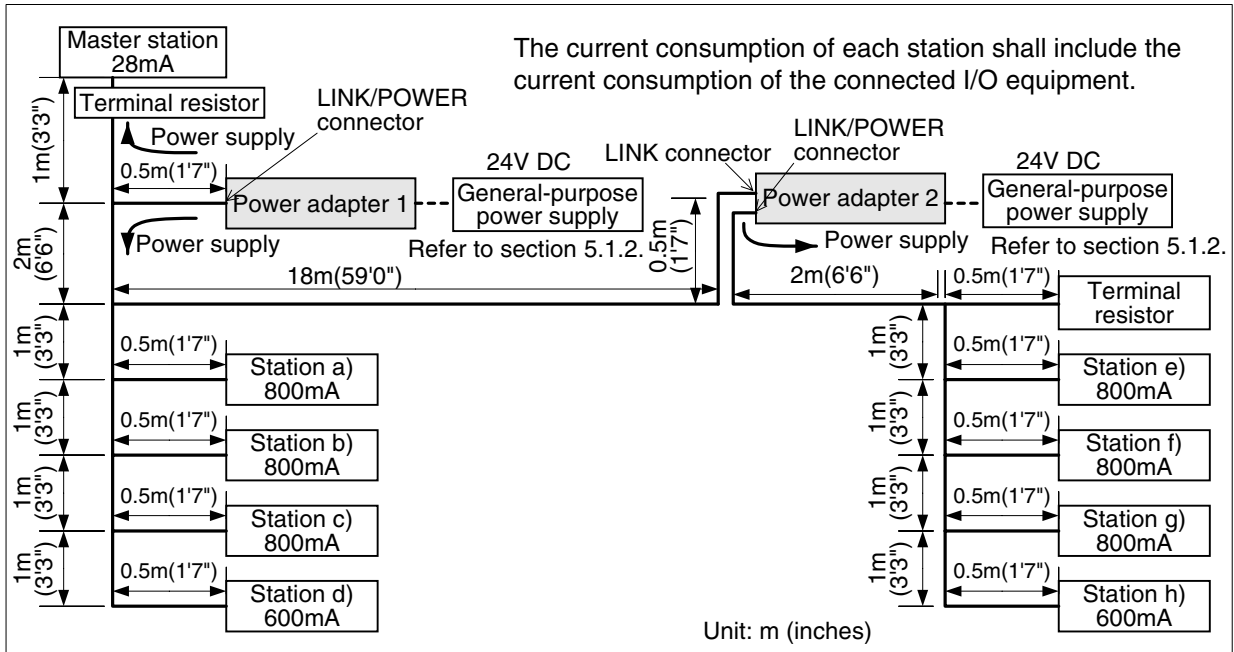 Master station
28mA
The current consumption of each station shall include the
current consumption of the connected I/O equipment.
Terminal resistor
LINK/POWER
connector
Power supply
1m(3'3")
0.5m(1'7")
Power adapter 1
24V DC
General-purpose
power supply
Refer to section 5.1.2.
LINK connector
LINK/POWER
connector
Power adapter 2
24V DC
General-purpose
power supply
Refer to section 5.1.2.
Power supply
Power supply
2m
(6'6")
18m(59'0")
0.5m
(1'7")
2m(6'6")
0.5m(1'7")
Terminal
resistor
1m
(3'3")
0.5m(1'7")
Station a)
800mA
1m
(3'3")
0.5m(1'7")
Station b)
800mA
1m
(3'3")
0.5m(1'7")
Station c)
800mA
1m
(3'3")
0.5m(1'7")
Station d)
600mA
1m
(3'3")
0.5m(1'7")
Station e)
800mA
1m
(3'3")
0.5m(1'7")
Station f)
800mA
1m
(3'3")
0.5m(1'7")
Station g)
800mA
1m
(3'3")
0.5m(1'7")
Station h)
600mA
Unit: m (inches)